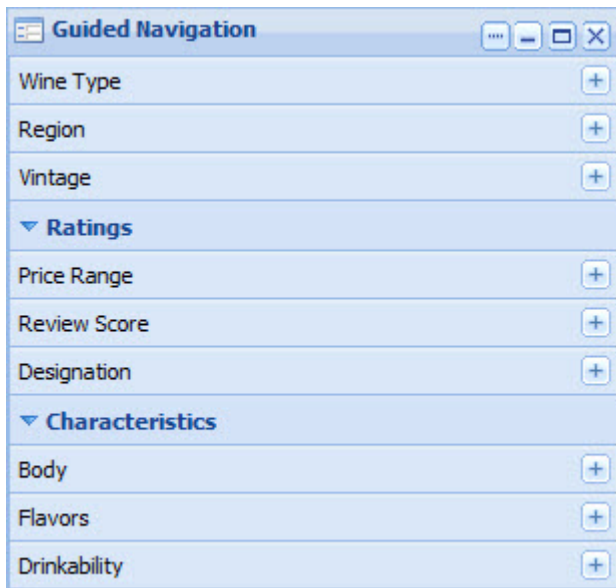 Guided Navigation
Wine Type
Region
Vintage
Ratings
Price Range
Review Score
Designation
Characteristics
Body
Flavors
Drinkability